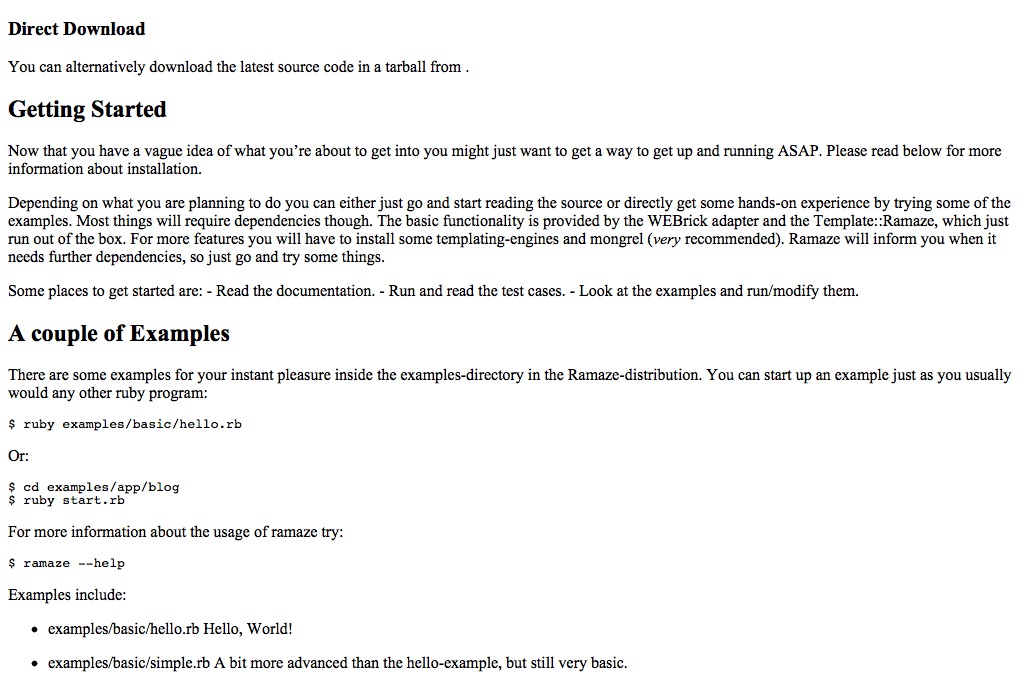 Direct Download
You can alternatively download the latest source code in a tarball from .
Getting Started
Now that you have a vague idea of what you’re about to get into you might just want to get a way to get up and running ASAP. Please read below for more
information about installation.
Depending on what you are planning to do you can either just go and start reading the source or directly get some hands-on experience by trying some of the
examples. Most things will require dependencies though. The basic functionality is provided by the WEBrick adapter and the Template::Ramaze, which just
run out of the box. For more features you will have to install some templating-engines and mongrel (very recommended). Ramaze will inform you when it
needs further dependencies, so just go and try some things.
Some places to get started are: - Read the documentation. - Run and read the test cases. - Look at the examples and run/modify them.
A couple of Examples
There are some examples for your instant pleasure inside the examples-directory in the Ramaze-distribution. You can start up an example just as you usually
would any other ruby program:
$ ruby examples/basic/hello.rb
Or:
$ cd examples/app/blog
$ ruby start.rb
For more information about the usage of ramaze try:
$ ramaze --help
Examples include:
• examples/basic/hello.rb Hello, World!
• examples/basic/simple.rb A bit more advanced than the hello-example, but still very basic.